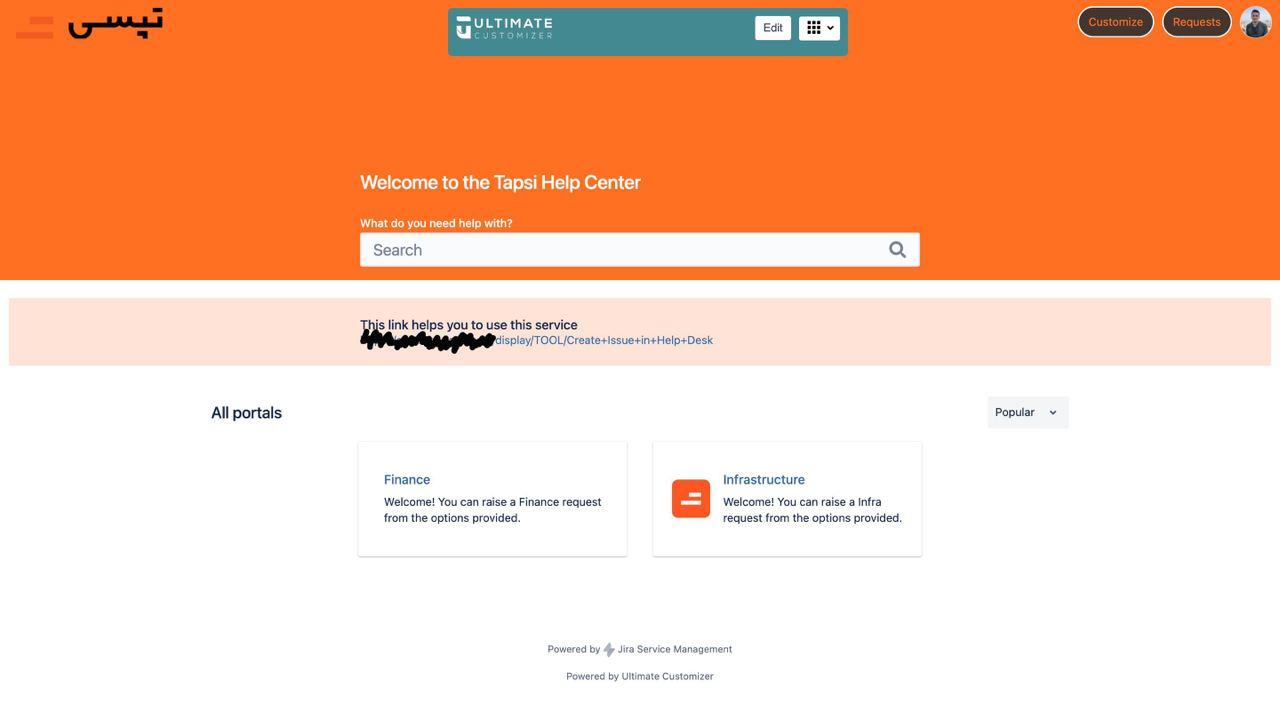 تپسی
ULTIMATE
CUSTOMIZER
Edit
Customize
Requests
Welcome to the Tapsi Help Center
What do you need help with?
Search
This link helps you to use this service
display/TOOL/Create+Issue+in+Help+Desk
All portals
Popular
Finance
Welcome! You can raise a Finance request
from the options provided.
Infrastructure
Welcome! You can raise a Infra
request from the options provided.
Powered by Jira Service Management
Powered by Ultimate Customizer